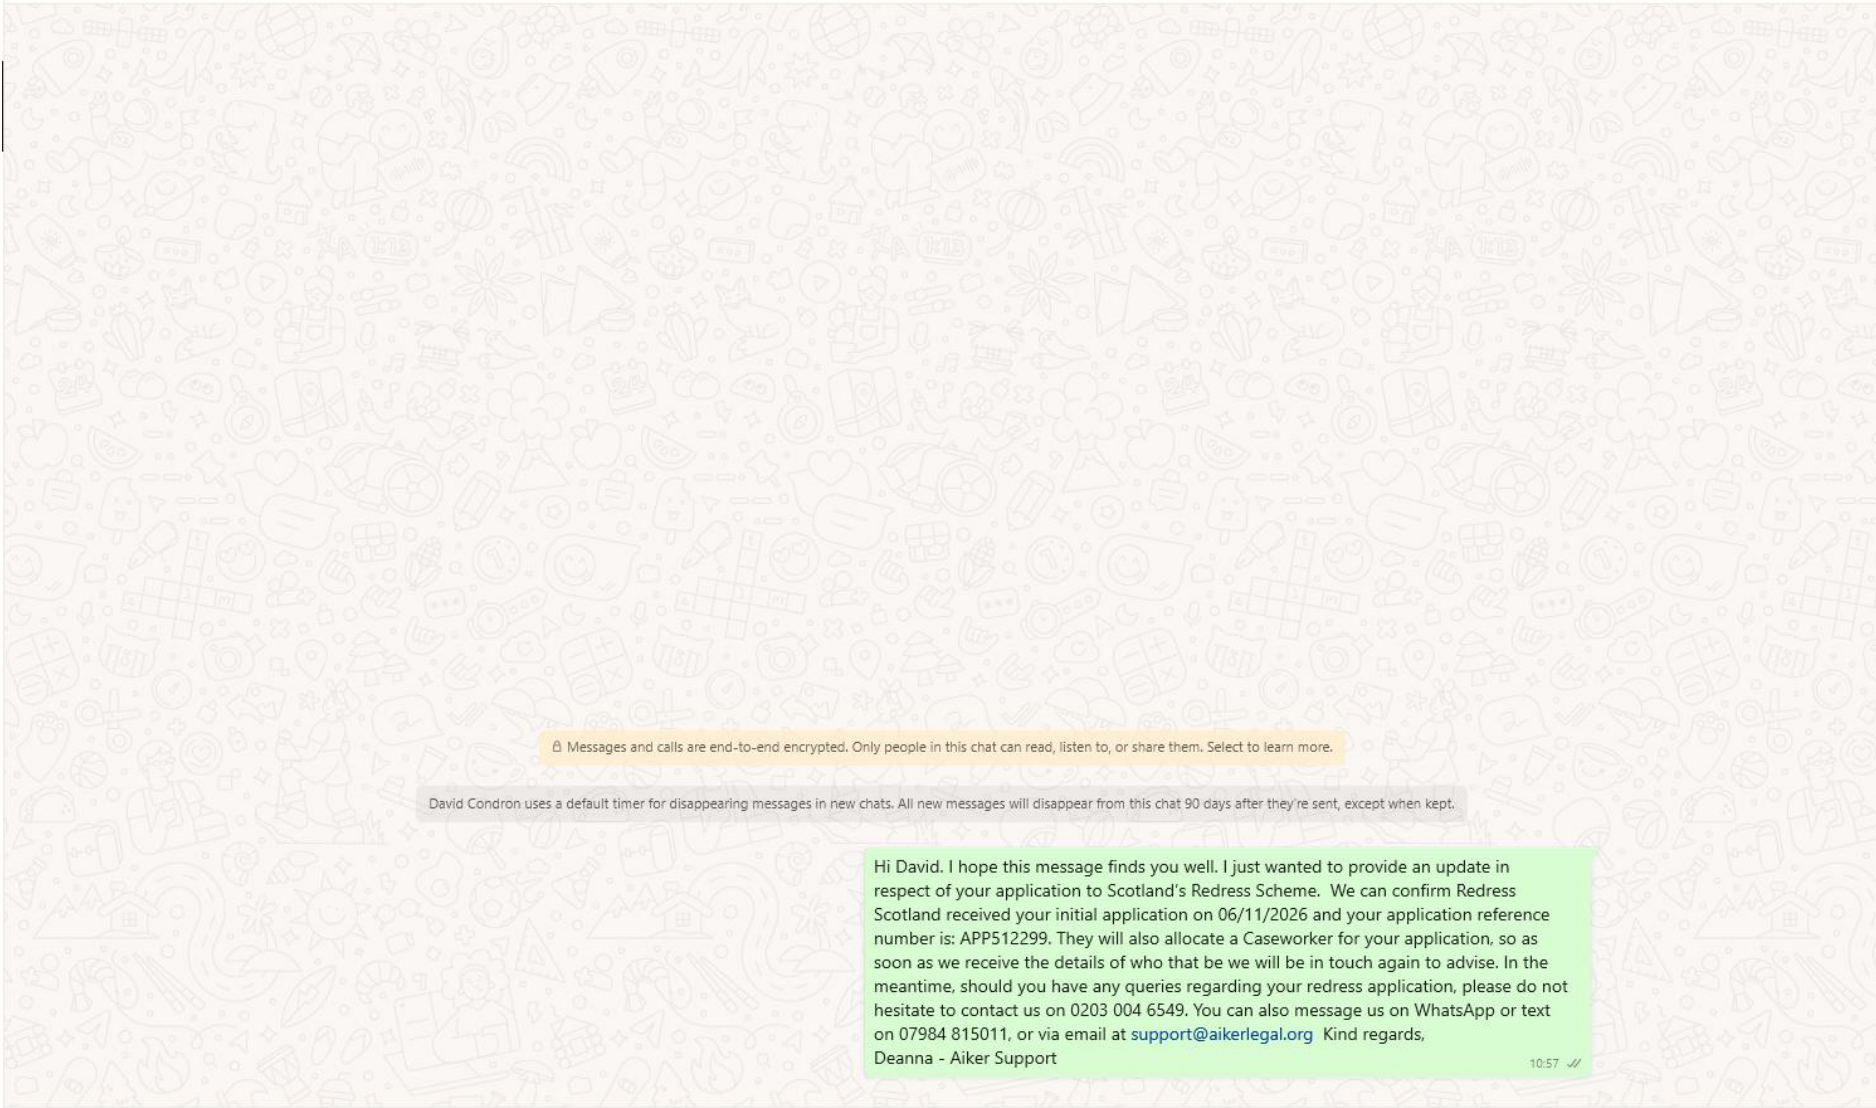 Messages and calls are end-to-end encrypted. Only people in this chat can read, listen to, or share them. Select to learn more.
David Condron uses a default timer for disappearing messages in new chats. All new messages will disappear from this chat 90 days after they're sent, except when kept.
Hi David. I hope this message finds you well. I just wanted to provide an update in
respect of your application to Scotland's Redress Scheme.  We can confirm Redress
Scotland received your initial application on 06/11/2026 and your application reference
number is: APP512299. They will also allocate a Caseworker for your application, so as
soon as we receive the details of who that be we will be in touch again to advise. In the
meantime, should you have any queries regarding your redress application, please do not
hesitate to contact us on 0203 004 6549. You can also message us on WhatsApp or text
on 07984 815011, or via email at support@aikerlegal.org  Kind regards,
Deanna - Aiker Support
10:57